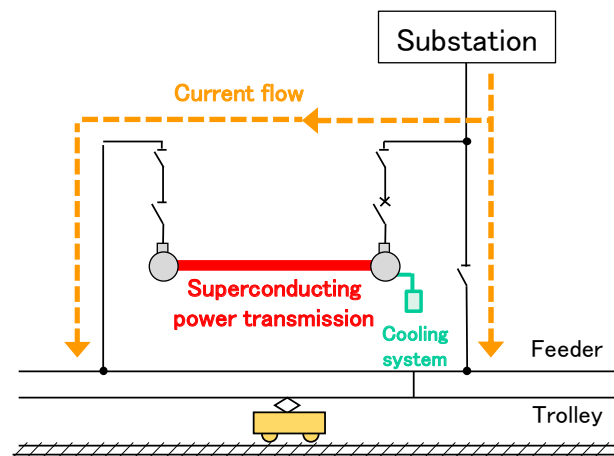 Substation
Current flow
Superconducting
power transmission
Cooling
system
Feeder
Trolley